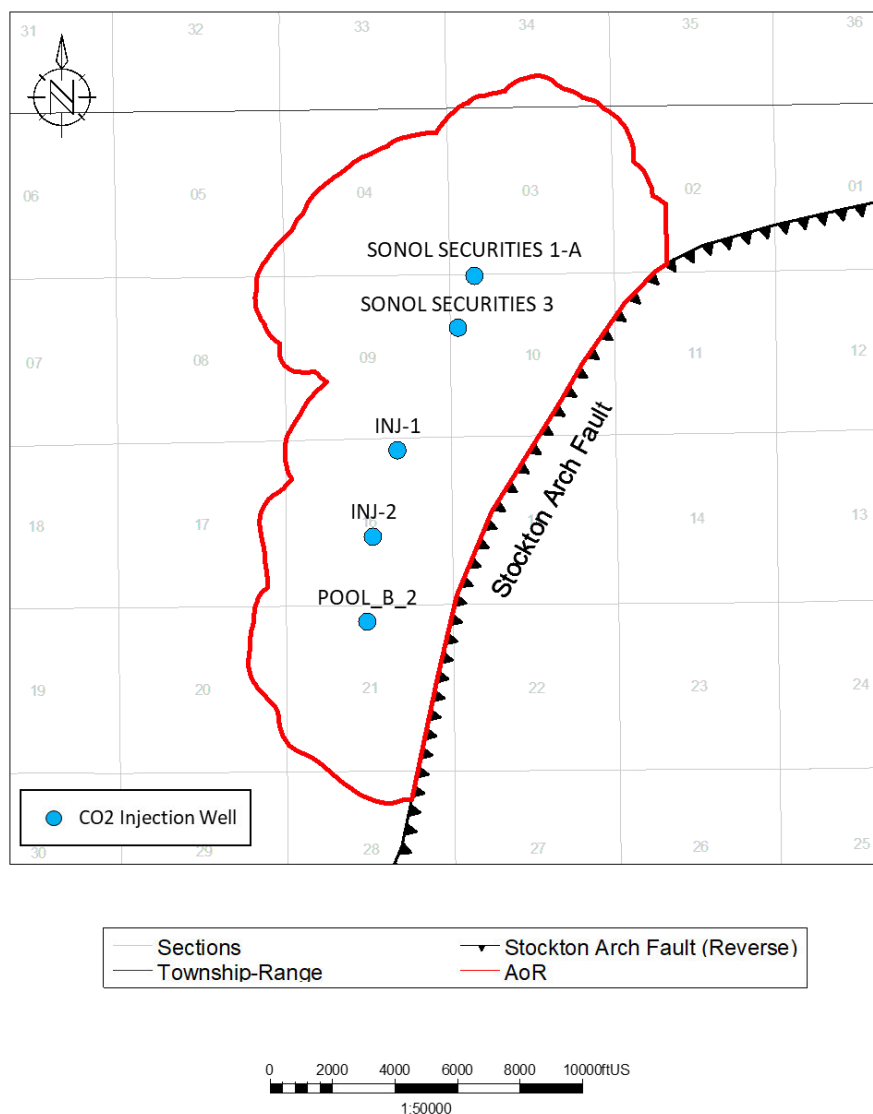 31 32 33 34 35 36
N
06 05 04 03 02 01
SONOL SECURITIES 1-A
SONOL SECURITIES 3
07 08 09 10 11 12
INJ-1
Stockton Arch Fault
INJ-2
18 17 16 14 13
POOL_B_2
19 20 21 22 23 24
CO2 Injection Well
30 29 28 27 26 25
Sections
Stockton Arch Fault (Reverse)
Township-Range
AoR
0 2000 4000 6000 8000 10000ftUS
1:50000